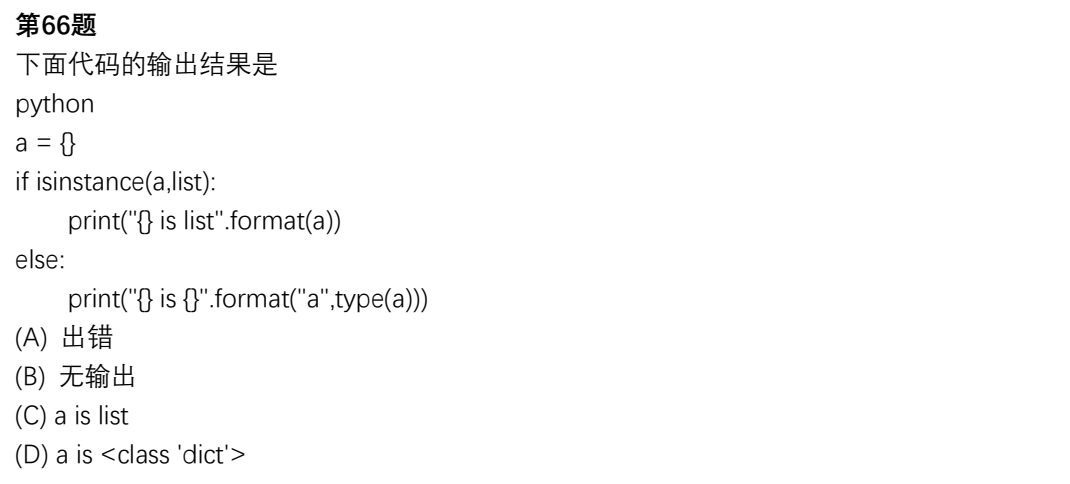 第66题
下面代码的输出结果是
python
a = {}
if isinstance(a,list):
print("{} is list".format(a))
else:
print("{} is {}".format("a",type(a)))
(A) 出错
(B) 无输出
(C) a is list
(D) a is <class 'dict'>